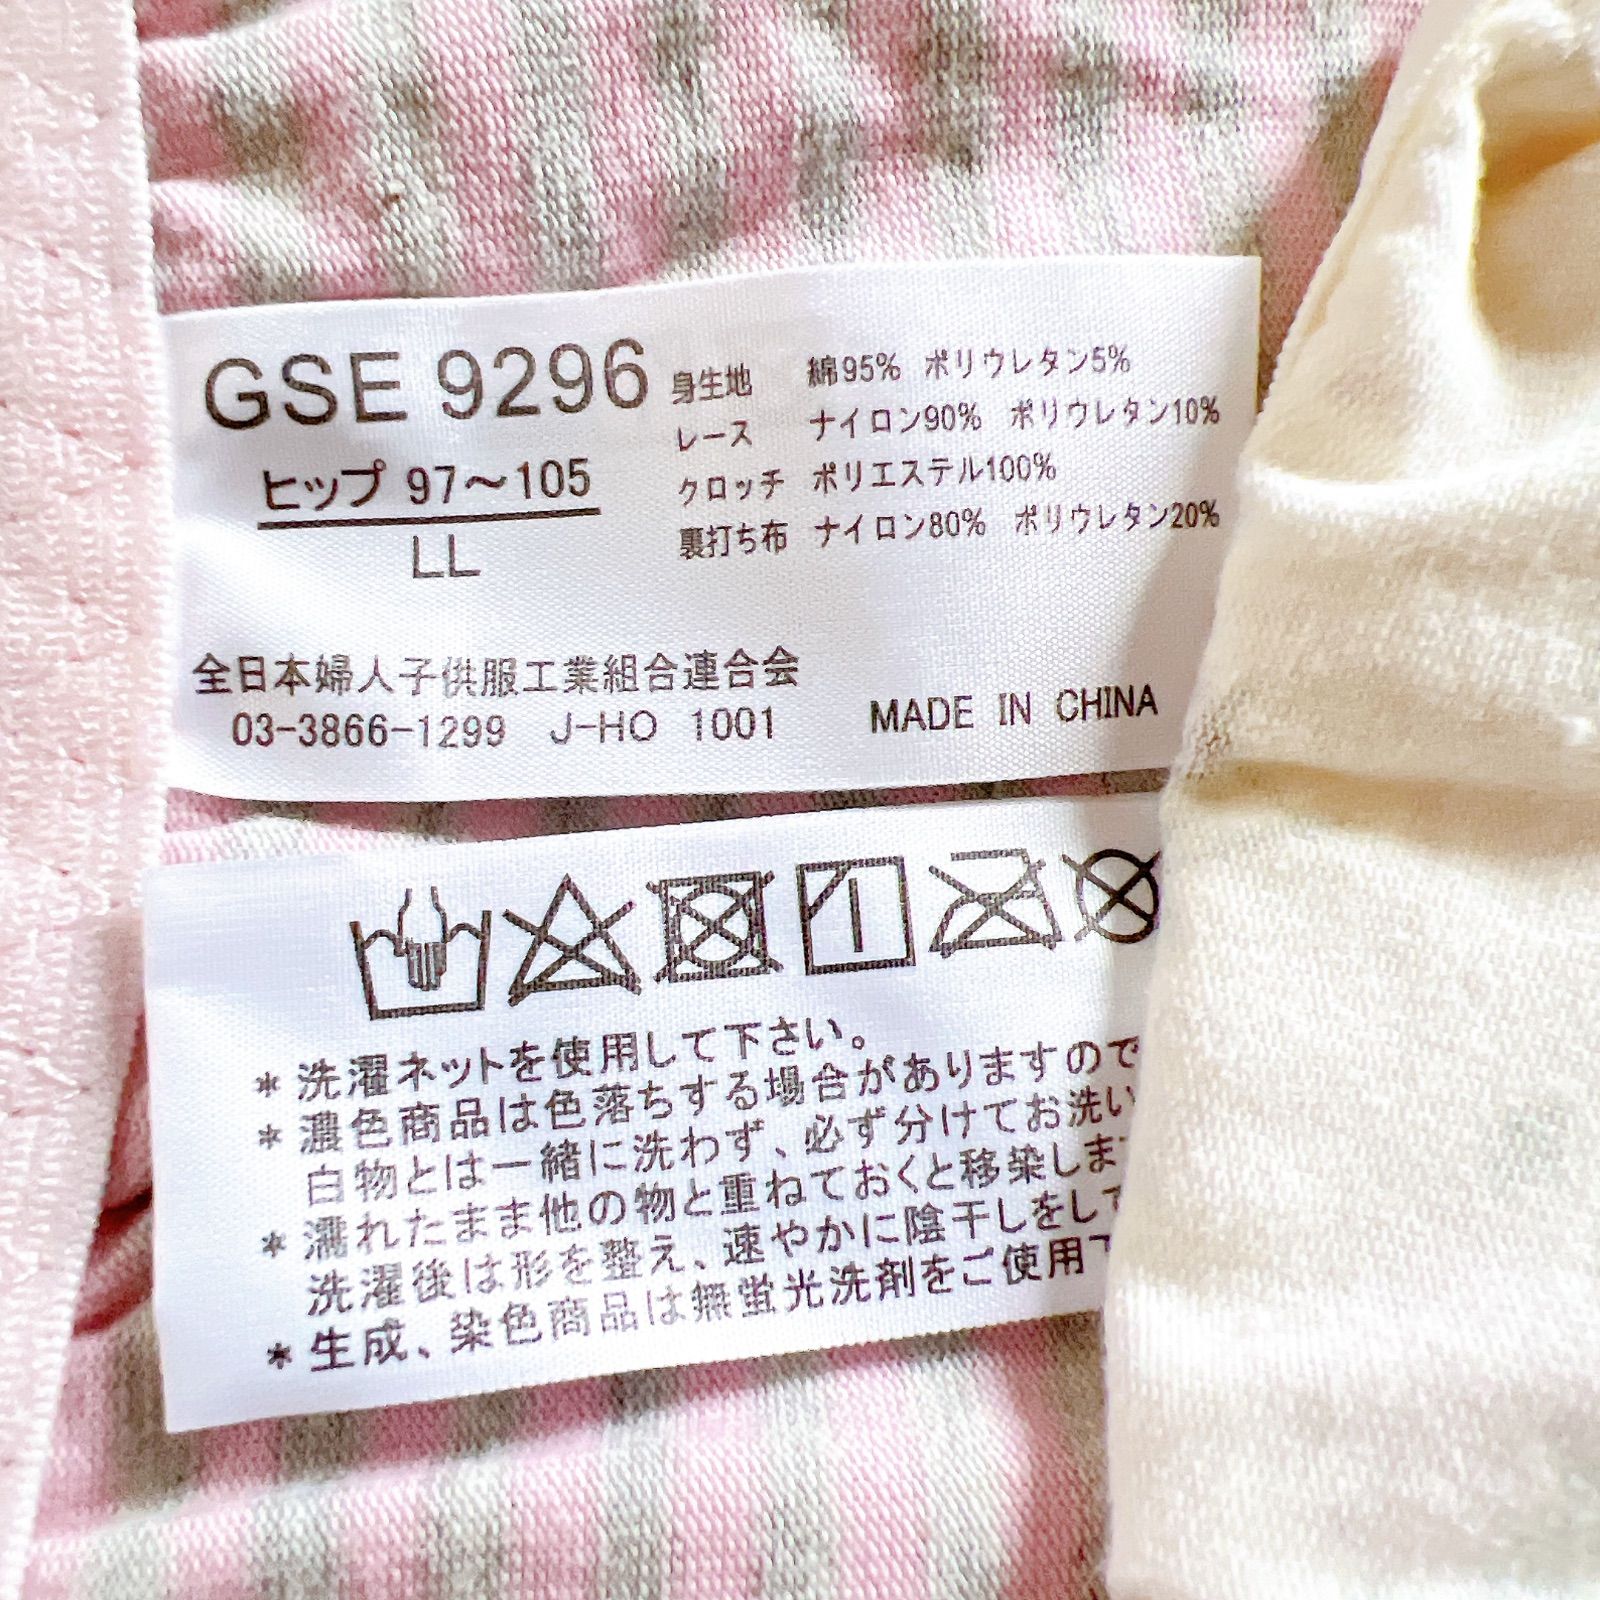 GSE 9296
ヒップ 97～105
LL
身生地 綿95% ポリウレタン5%
レース ナイロン90% ポリウレタン10%
クロッチ ポリエステル100%
裏打ち布 ナイロン80% ポリウレタン20%
全日本婦人子供服工業組合連合会
03-3866-1299 J-HO 1001
MADE IN CHINA
＊洗濯ネットを使用して下さい。
＊濃色商品は色落ちする場合がありますので
白物とは一緒に洗わず、必ず分けてお洗い
＊濡れたまま他の物と重ねておくと移染しま
洗濯後は形を整え、速やかに陰干しをして
＊生成、染色商品は無蛍光洗剤をご使用